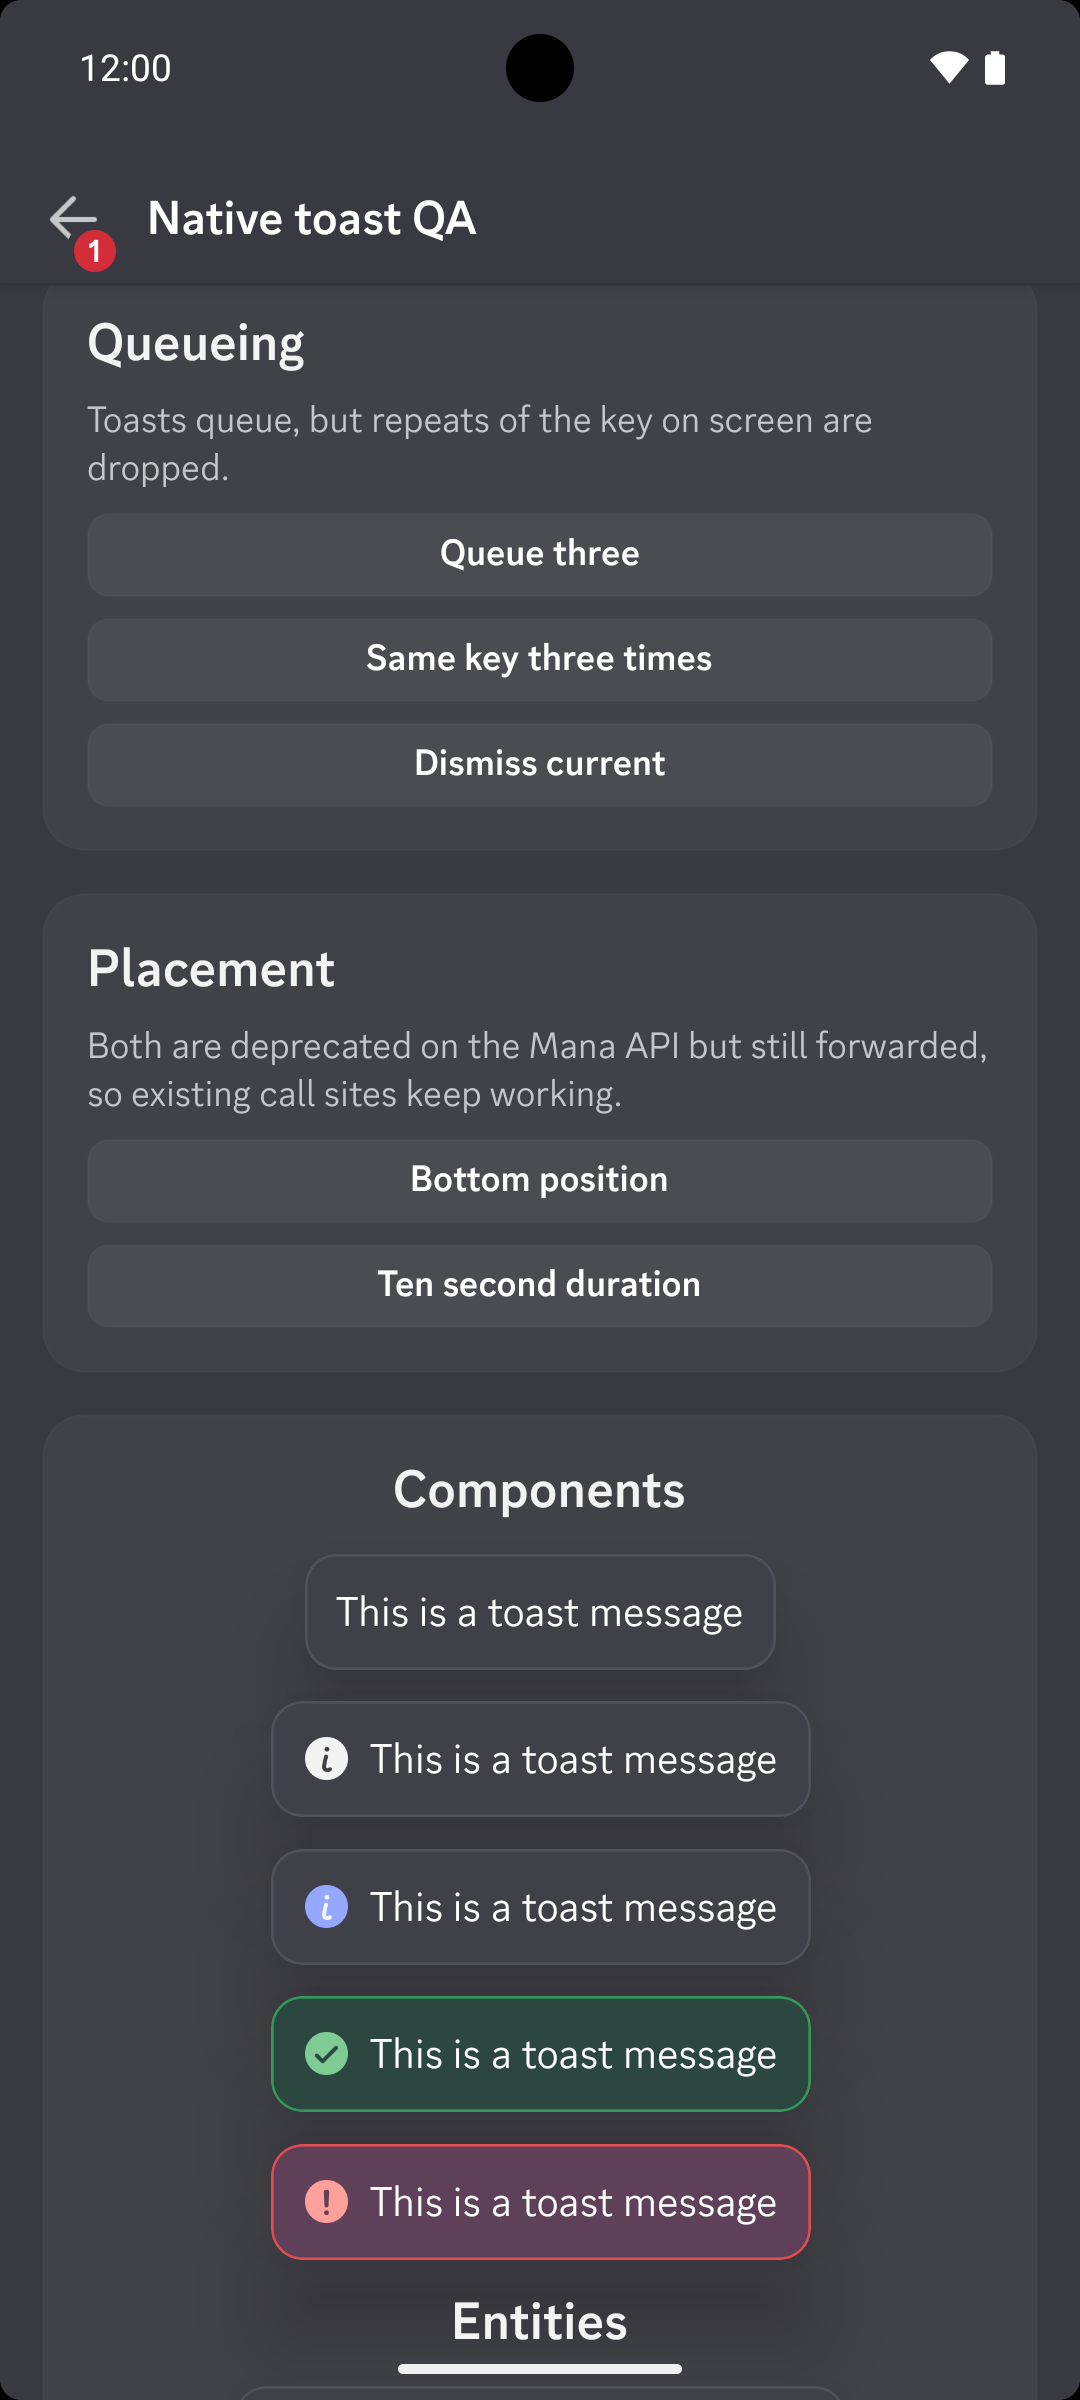 12:00
1
Native toast QA
Queueing
Toasts queue, but repeats of the key on screen are
dropped.
Queue three
Same key three times
Dismiss current
Placement
Both are deprecated on the Mana API but still forwarded,
so existing call sites keep working.
Bottom position
Ten second duration
Components
This is a toast message
This is a toast message
This is a toast message
This is a toast message
This is a toast message
Entities